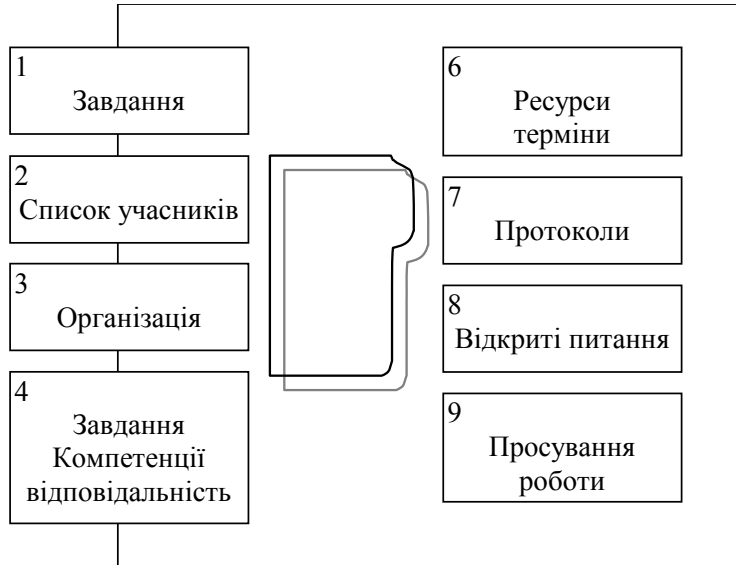 1
Завдання
2
Список учасників
3
Організація
4
Завдання
Компетенції
відповідальність
6
Ресурси
терміни
7
Протоколи
8
Відкриті питання
9
Просування
роботи